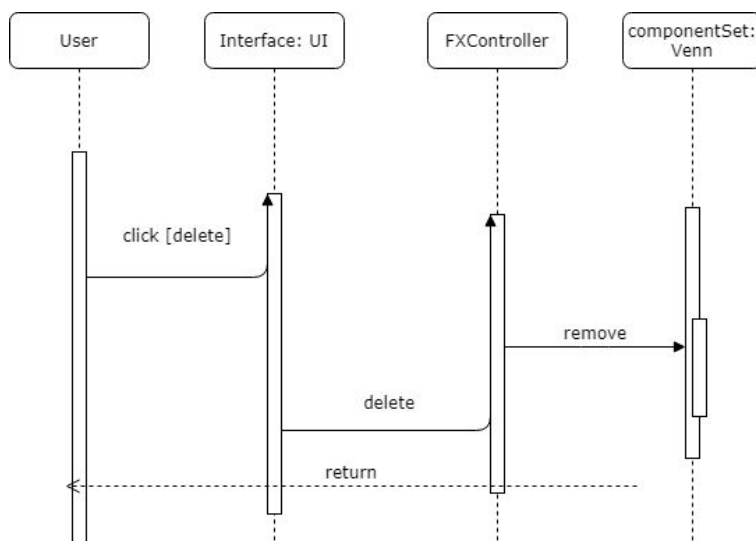 User
Interface: UI
FXController
componentSet:
Venn
click [delete]
remove
delete
return